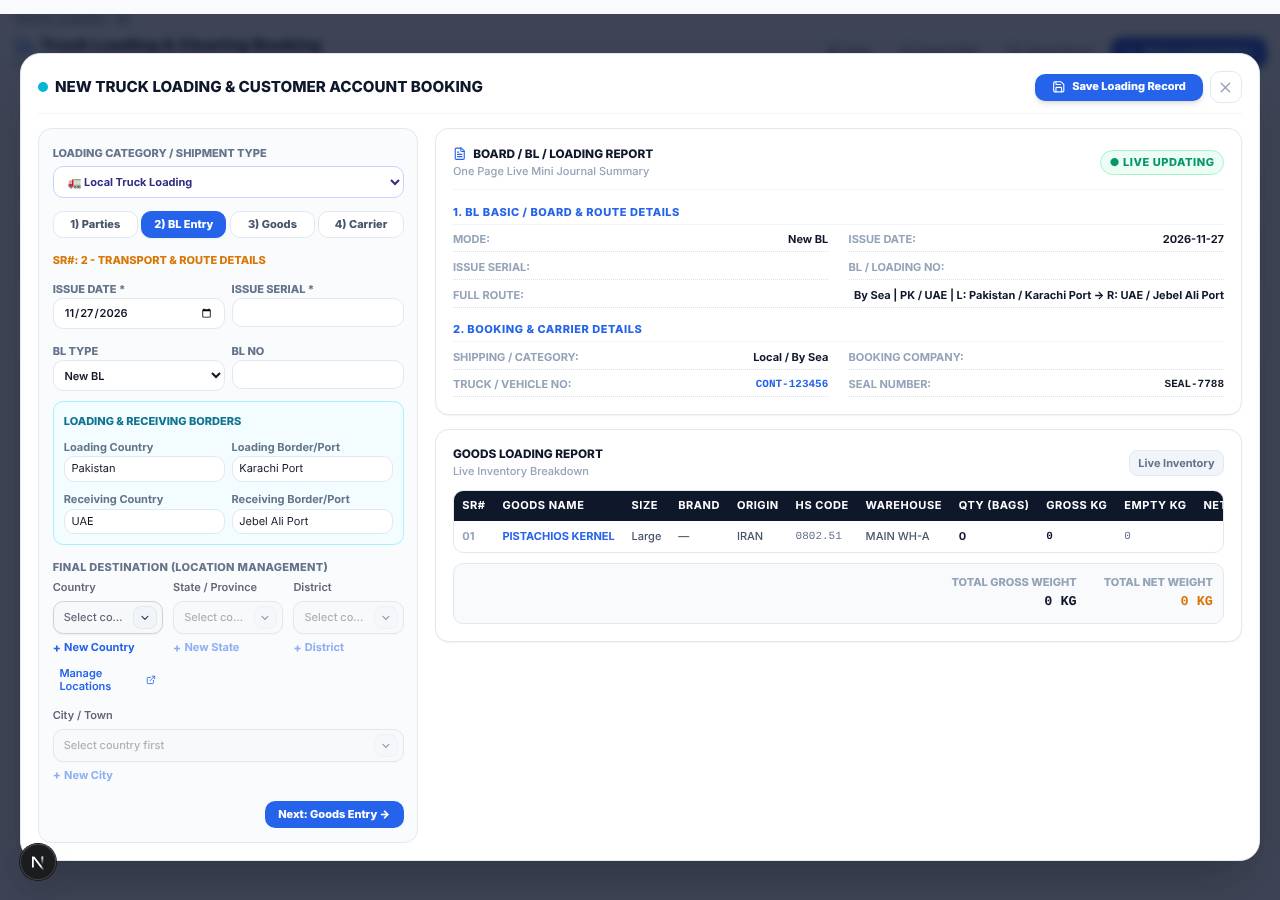 NEW TRUCK LOADING & CUSTOMER ACCOUNT BOOKING
Save Loading Record
LOADING CATEGORY / SHIPMENT TYPE
🚛 Local Truck Loading
1) Parties
2) BL Entry
3) Goods
4) Carrier
SR#: 2 - TRANSPORT & ROUTE DETAILS
ISSUE DATE * ISSUE SERIAL *
11/27/2026
BL TYPE BL NO
New BL
LOADING & RECEIVING BORDERS
Loading Country Loading Border/Port
Pakistan Karachi Port
Receiving Country Receiving Border/Port
UAE Jebel Ali Port
FINAL DESTINATION (LOCATION MANAGEMENT)
Country State / Province District
Select co... Select co... Select co...
+ New Country + New State + District
Manage
Locations
City / Town
Select country first
+ New City
Next: Goods Entry →
BOARD / BL / LOADING REPORT
One Page Live Mini Journal Summary
LIVE UPDATING
1. BL BASIC / BOARD & ROUTE DETAILS
MODE: New BL ISSUE DATE: 2026-11-27
ISSUE SERIAL: BL / LOADING NO:
FULL ROUTE: By Sea | PK / UAE | L: Pakistan / Karachi Port → R: UAE / Jebel Ali Port
2. BOOKING & CARRIER DETAILS
SHIPPING / CATEGORY: Local / By Sea BOOKING COMPANY:
TRUCK / VEHICLE NO: CONT-123456 SEAL NUMBER: SEAL-7788
GOODS LOADING REPORT
Live Inventory Breakdown
Live Inventory
SR# GOODS NAME SIZE BRAND ORIGIN HS CODE WAREHOUSE QTY (BAGS) GROSS KG EMPTY KG NET
01 PISTACHIOS KERNEL Large — IRAN 0802.51 MAIN WH-A 0 0 0
TOTAL GROSS WEIGHT TOTAL NET WEIGHT
0 KG 0 KG
N